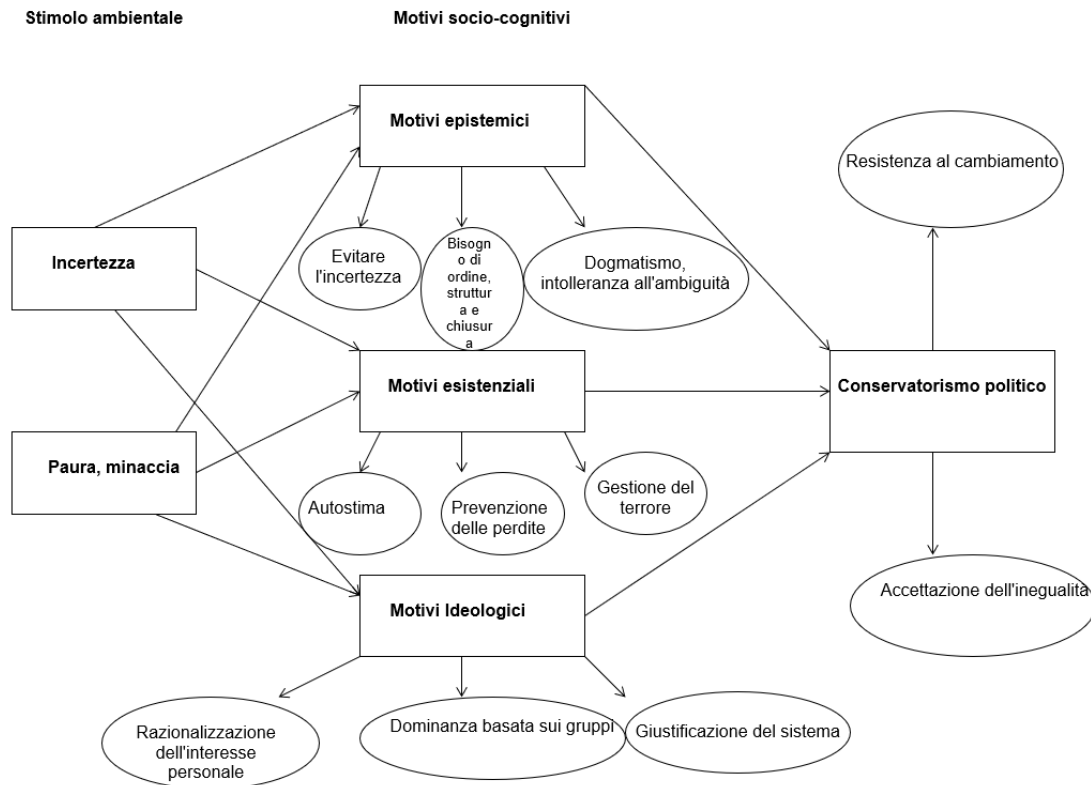 Stimolo ambientale
Motivi socio-cognitivi
Motivi epistemici
Resistenza al cambiamento
Incertezza
Evitare
l'incertezza
Bisogn
o di
ordine,
struttur
a e
chiusur
a
Dogmatismo,
intolleranza all'ambiguità
Motivi esistenziali
Conservatorismo politico
Paura, minaccia
Autostima
Prevenzione
delle perdite
Gestione del
terrore
Accettazione dell'inegualità
Motivi Ideologici
Razionalizzazione
dell'interesse
personale
Dominanza basata sui gruppi
Giustificazione del sistema